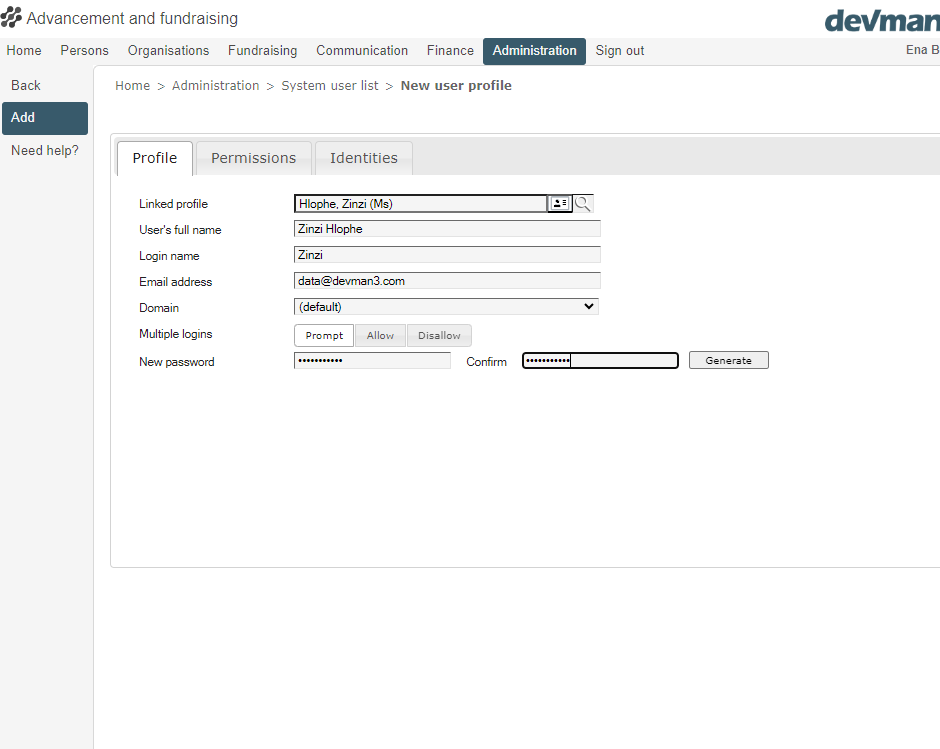 Advancement and fundraising
devman
Home Persons Organisations Fundraising Communication Finance Administration Sign out Ena B
Back
Add
Need help?
Home > Administration > System user list > New user profile
Profile Permissions Identities
Linked profile Hlophe, Zinzi (Ms)
User's full name Zinzi Hlophe
Login name Zinzi
Email address data@devman3.com
Domain (default)
Multiple logins Prompt Allow Disallow
New password ••••••••••• Confirm ••••••••••• Generate